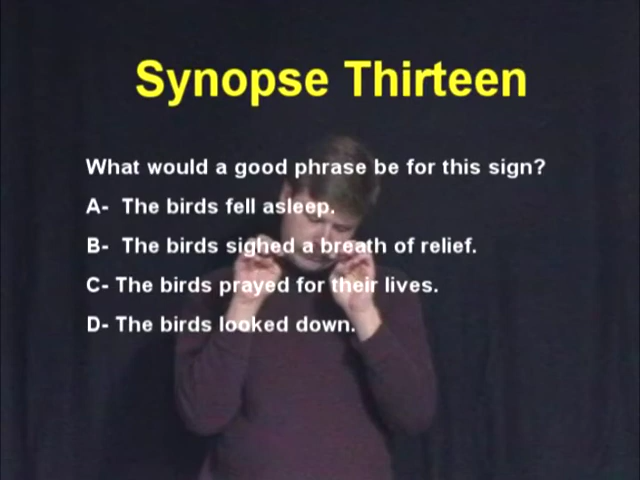 Synopse Thirteen
What would a good phrase be for this sign?
A- The birds fell asleep.
B- The birds sighed a breath of relief.
C- The birds prayed for their lives.
D- The birds looked down.